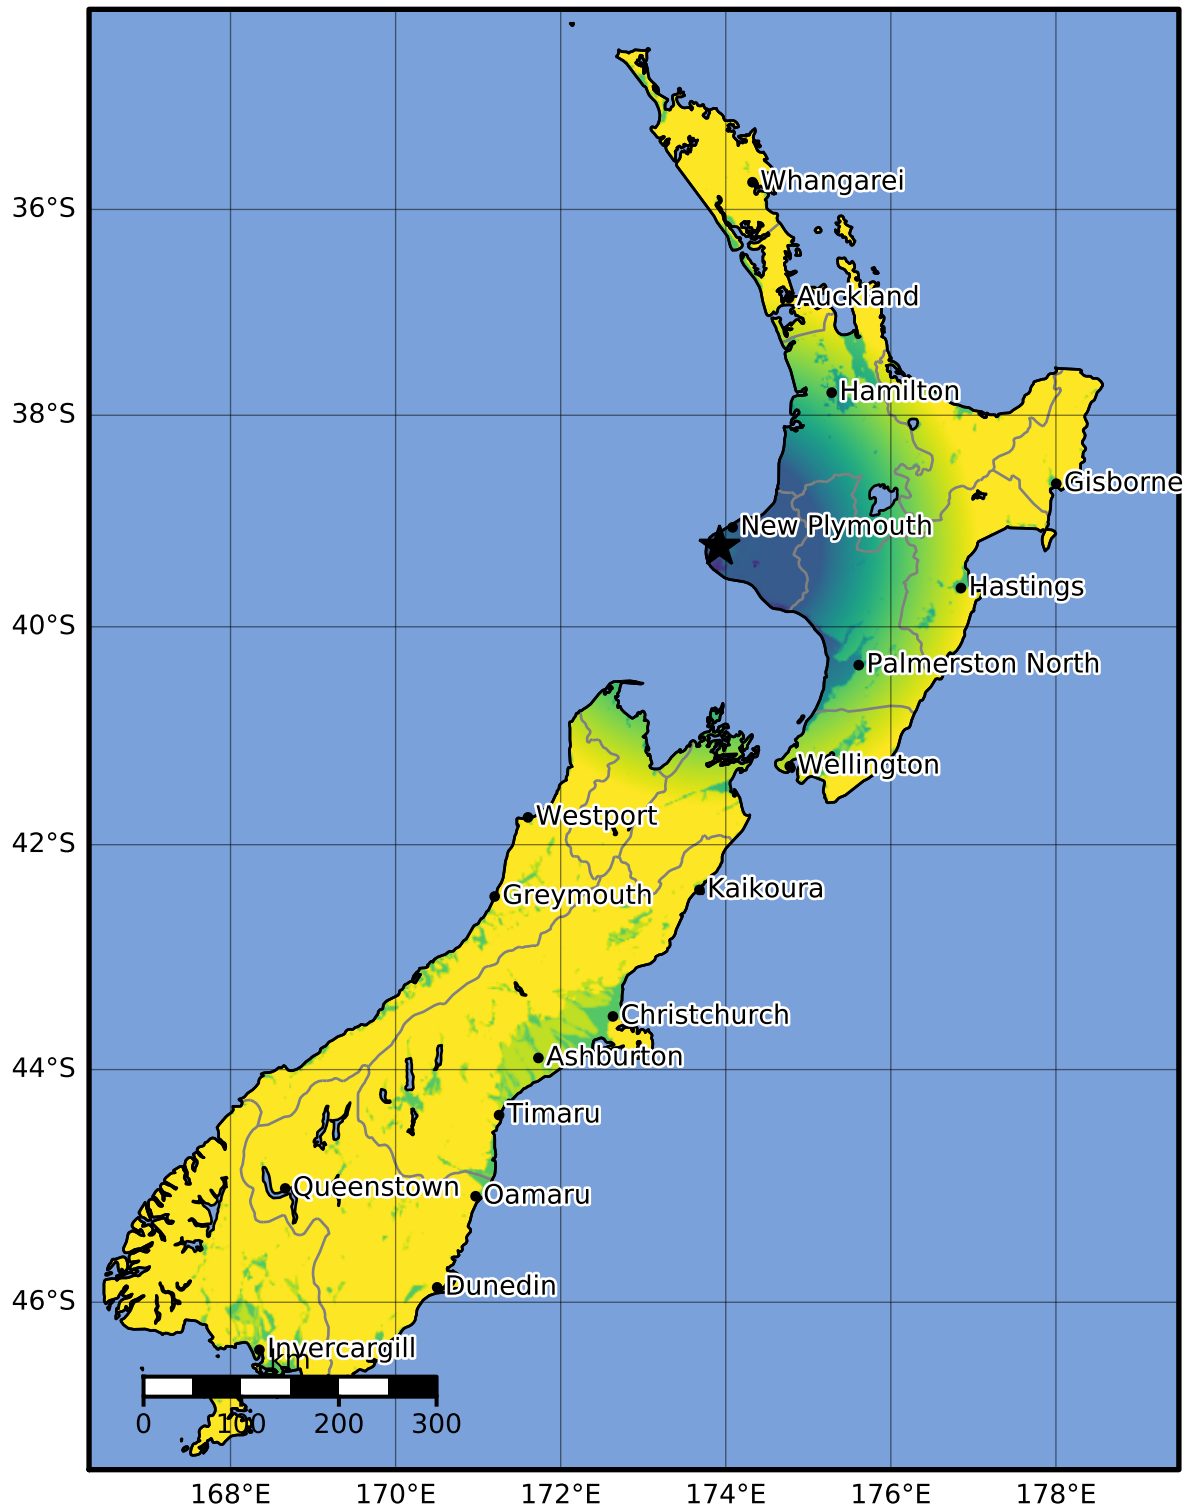 Whangarei
36°S
Auckland
Hamilton
38°S
Gisborne
New Plymouth
Hastings
40°S
Palmerston North
Wellington
Westport
42°S
Kaikoura
Greymouth
Christchurch
Ashburton
44°S
Timaru
Queenstown
Oamaru
Dunedin
46°S
Invercargill
km
0 100 200 300
168°E 170°E 172°E 174°E 176°E 178°E